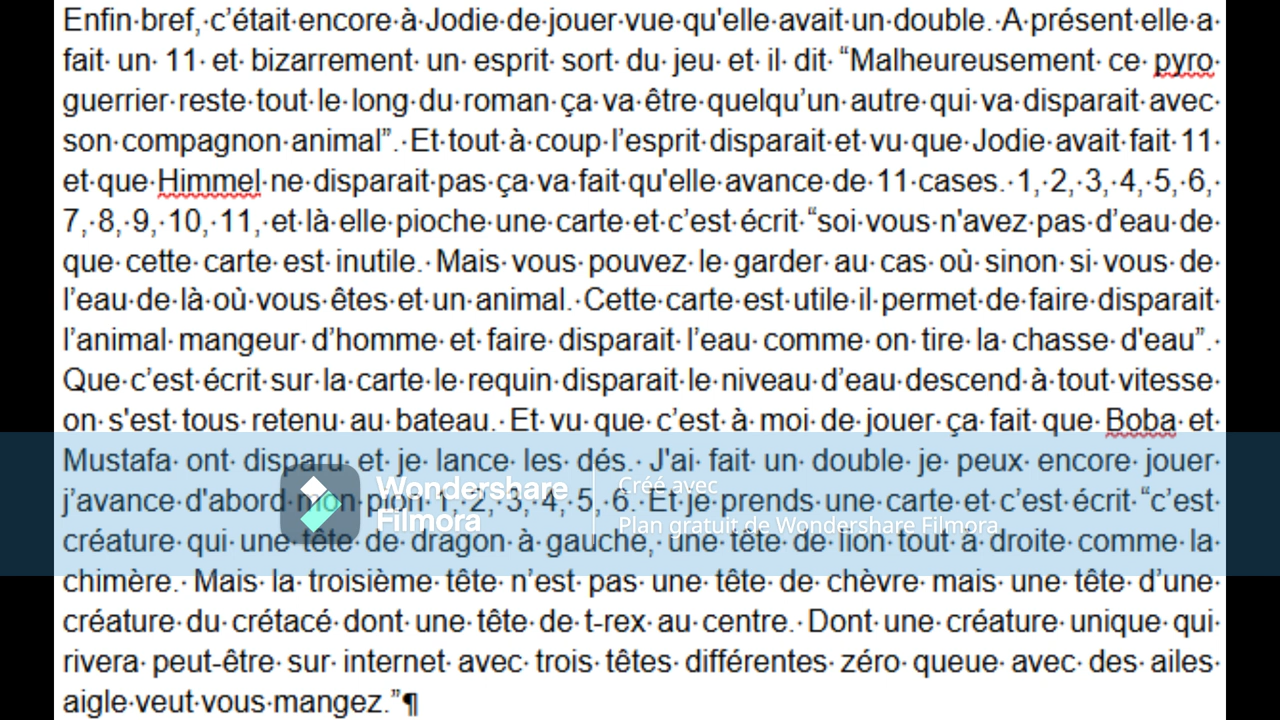 Enfin bref, c’était encore à Jodie de jouer vue qu'elle avait un double. A présent elle a
fait un 11 et bizarrement un esprit sort du jeu et il dit “Malheureusement ce pyro
guerrier reste tout le long du roman ça va être quelqu’un autre qui va disparait avec
son compagnon animal”. Et tout à coup l’esprit disparait et vu que Jodie avait fait 11
et que Himmel ne disparait pas ça va fait qu'elle avance de 11 cases. 1, 2, 3, 4, 5, 6,
7, 8, 9, 10, 11, et là elle pioche une carte et c’est écrit “soi vous n'avez pas d’eau de
que cette carte est inutile. Mais vous pouvez le garder au cas où sinon si vous de
l’eau de là où vous êtes et un animal. Cette carte est utile il permet de faire disparait
l’animal mangeur d’homme et faire disparait l’eau comme on tire la chasse d'eau”.
Que c’est écrit sur la carte le requin disparait le niveau d’eau descend à tout vitesse
on s'est tous retenu au bateau. Et vu que c’est à moi de jouer ça fait que Boba et
Mustafa ont disparu et je lance les dés. J'ai fait un double je peux encore jouer
j’avance d'abord mon pion 1, 2, 3, 4, 5, 6. Et je prends une carte et c’est écrit “c’est
créature qui une tête de dragon à gauche, une tête de lion tout à droite comme la
chimère. Mais la troisième tête n’est pas une tête de chèvre mais une tête d’une
créature du crétacé dont une tête de t-rex au centre. Dont une créature unique qui
rivera peut-être sur internet avec trois têtes différentes zéro queue avec des ailes
aigle veut vous mangez.”¶
Wondershare
Filmora
Créé avec
Plan gratuit de Wondershare Filmora